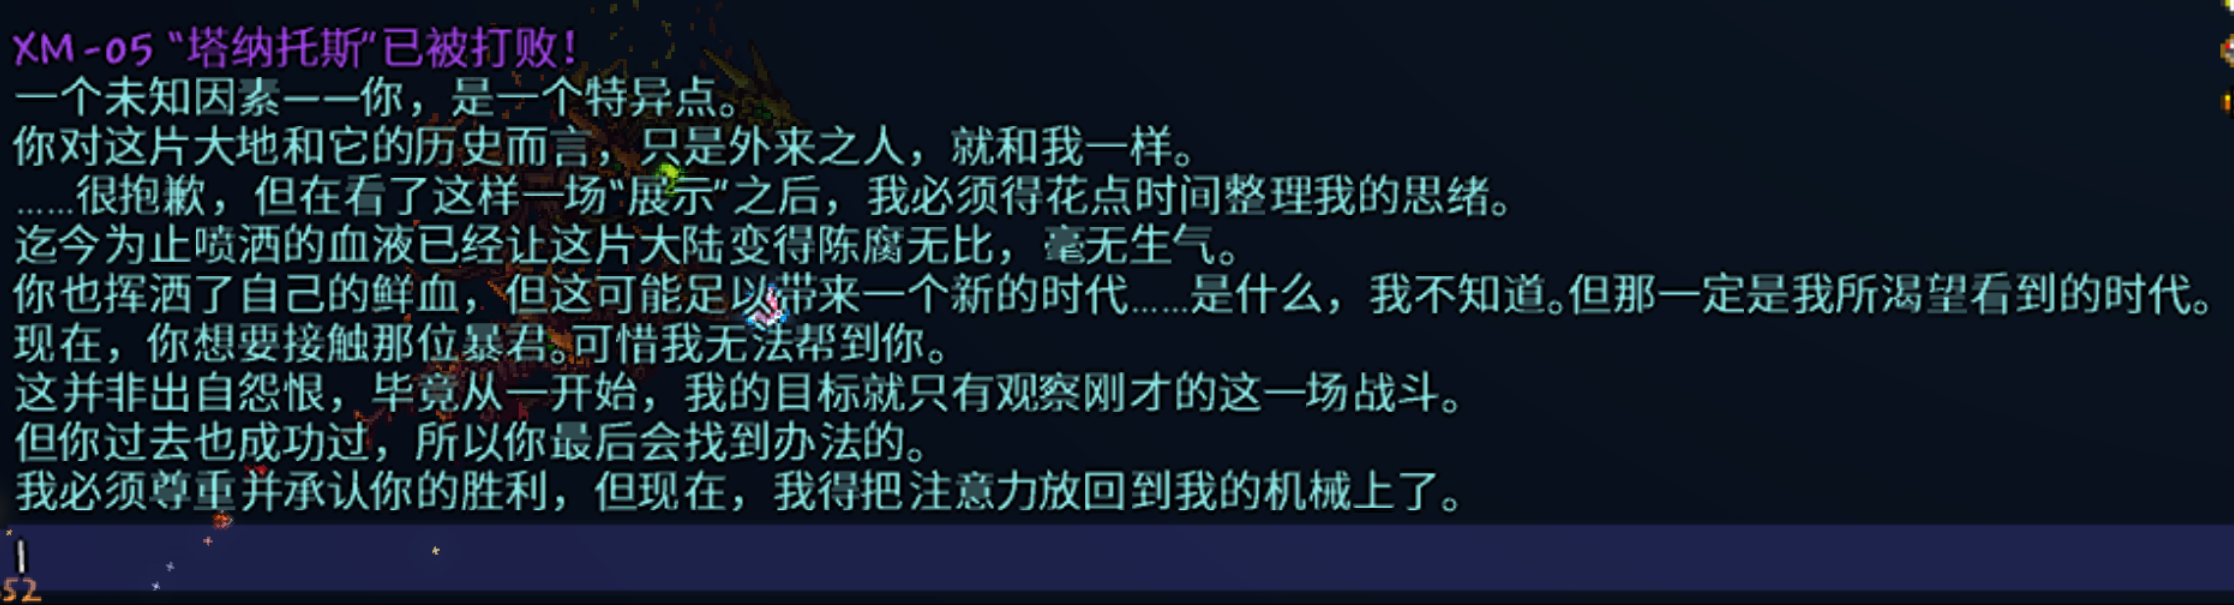 XM-05“塔纳托斯”已被打败！
一个未知因素——你，是一个特异点。
你对这片大地和它的历史而言，只是外来之人，就和我一样。
……很抱歉，但在看了这样一场“展示”之后，我必须得花点时间整理我的思绪。
迄今为止喷洒的血液已经让这片大陆变得陈腐无比，毫无生气。
你也挥洒了自己的鲜血，但这可能足以带来一个新的时代……是什么，我不知道。但那一定是我所渴望看到的时代。
现在，你想要接触那位暴君。可惜我无法帮到你。
这并非出自怨恨，毕竟从一开始，我的目标就只有观察刚才的这一场战斗。
但你过去也成功过，所以你最后会找到办法的。
我必须尊重并承认你的胜利，但现在，我得把注意力放回到我的机械上了。
52